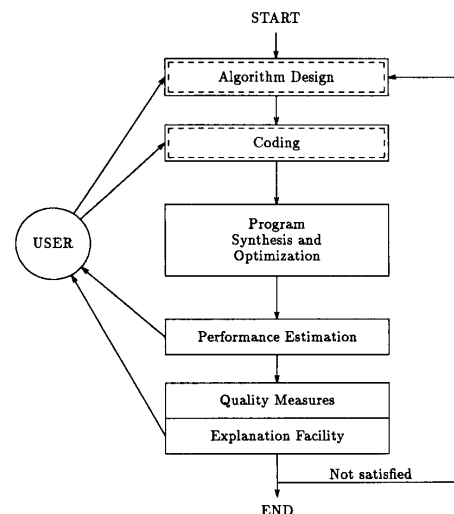 START
Algorithm Design
Coding
USER
Program
Synthesis and
Optimization
Performance Estimation
Quality Measures
Explanation Facility
Not satisfied
END